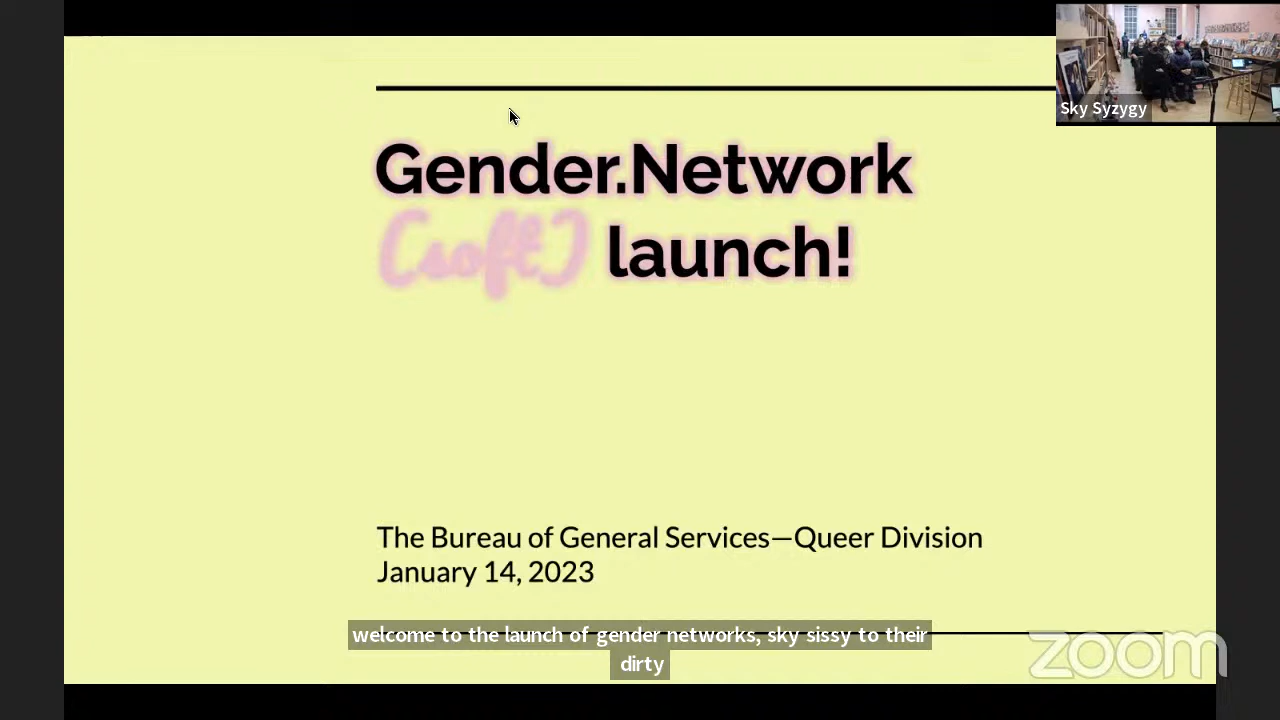 Sky Syzygy
Gender.Network
(soft) launch!
The Bureau of General Services—Queer Division
January 14, 2023
welcome to the launch of gender networks, sky sissy to their
dirty
zoom